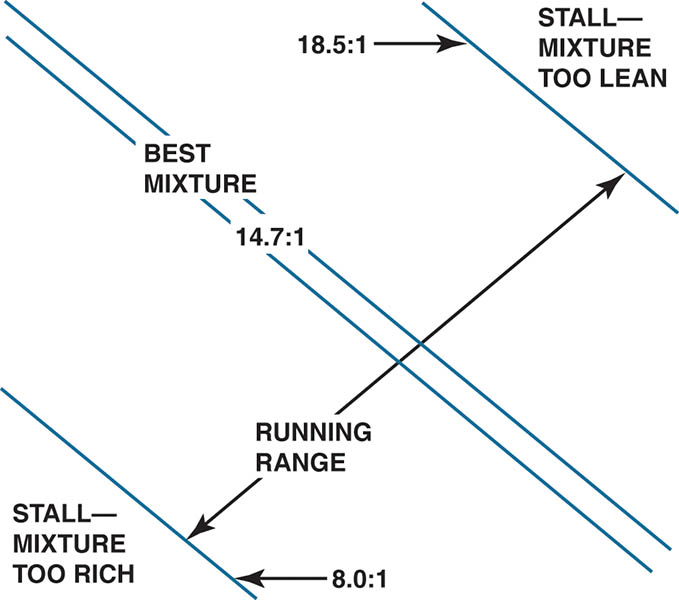 18.5:1
STALL—
MIXTURE
TOO LEAN
BEST
MIXTURE
14.7:1
RUNNING
RANGE
STALL—
MIXTURE
TOO RICH
8.0:1